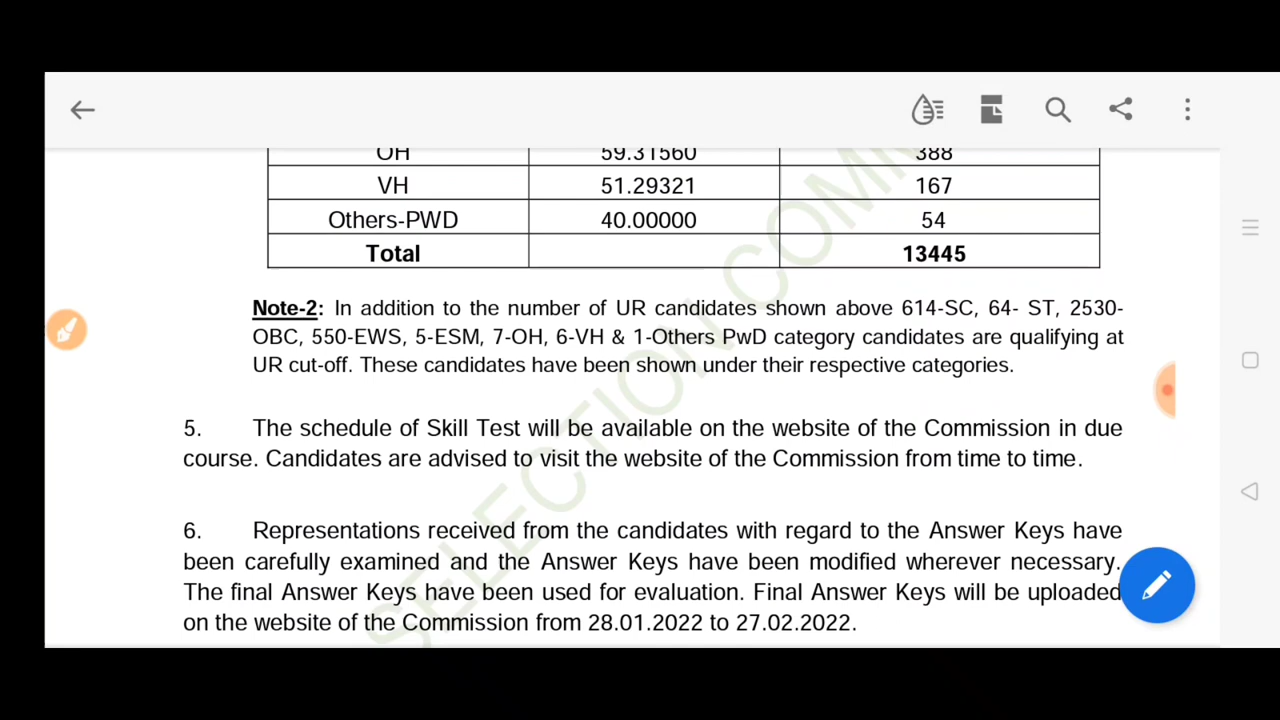 OH 59.31560 388
VH 51.29321 167
Others-PWD 40.00000 54
Total 13445
Note-2: In addition to the number of UR candidates shown above 614-SC, 64- ST, 2530-
OBC, 550-EWS, 5-ESM, 7-OH, 6-VH & 1-Others PwD category candidates are qualifying at
UR cut-off. These candidates have been shown under their respective categories.
5. The schedule of Skill Test will be available on the website of the Commission in due
course. Candidates are advised to visit the website of the Commission from time to time.
6. Representations received from the candidates with regard to the Answer Keys have
been carefully examined and the Answer Keys have been modified wherever necessary.
The final Answer Keys have been used for evaluation. Final Answer Keys will be uploaded
on the website of the Commission from 28.01.2022 to 27.02.2022.
SELECTION COMM